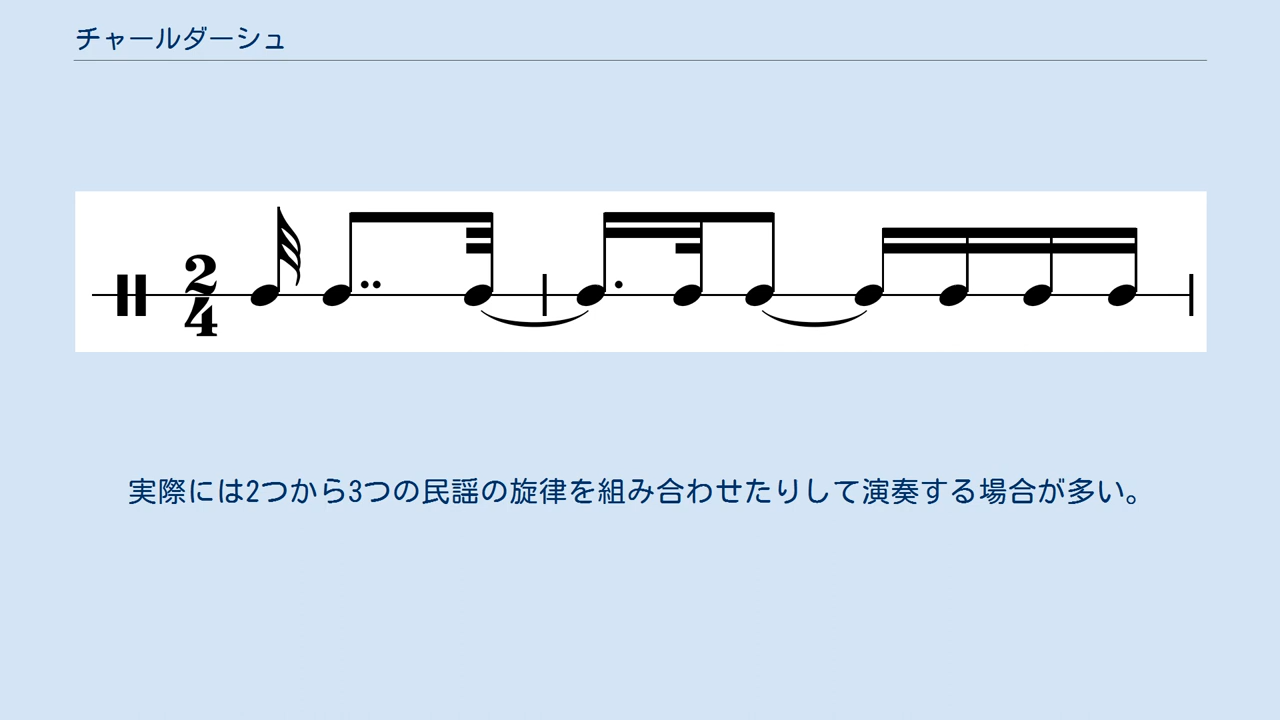 チャールダーシュ
2
4
実際には2つから3つの民謡の旋律を組み合わせたりして演奏する場合が多い。